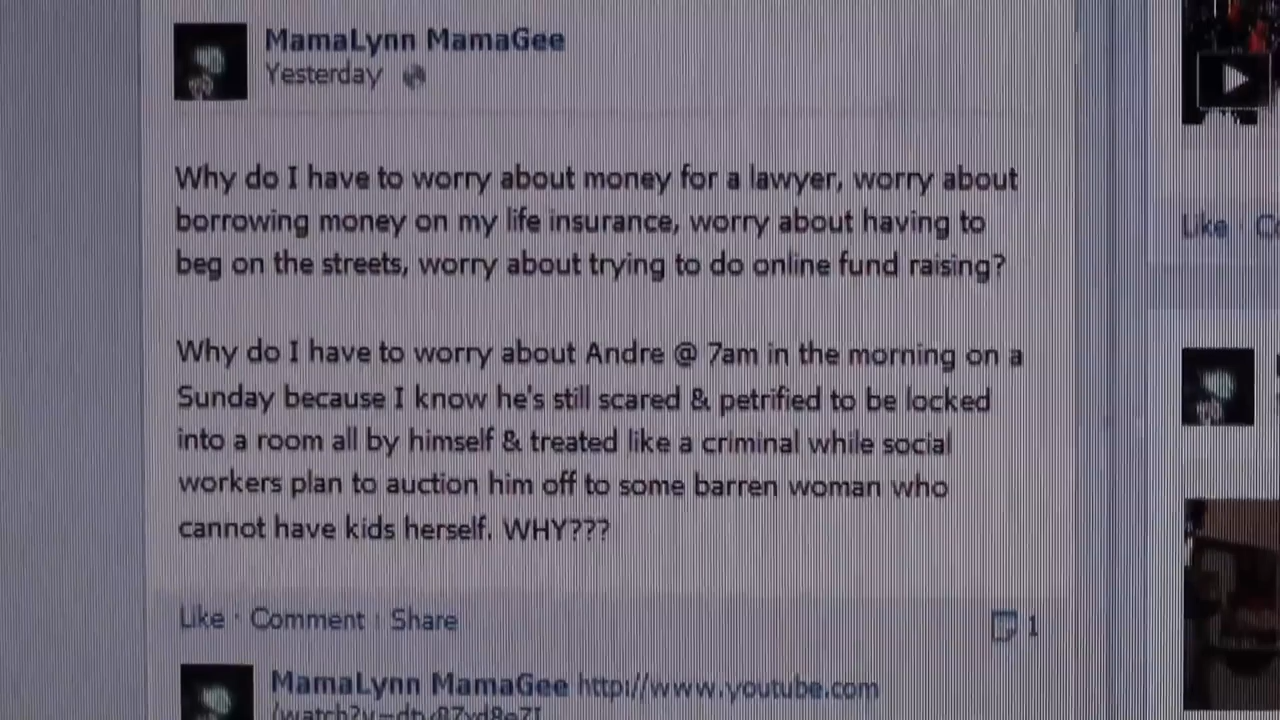 MamaLynn MamaGee
Yesterday
Why do I have to worry about money for a lawyer, worry about
borrowing money on my life insurance, worry about having to
beg on the streets, worry about trying to do online fund raising?
Why do I have to worry about Andre @ 7am in the morning on a
Sunday because I know he's still scared & petrified to be locked
into a room all by himself & treated like a criminal while social
workers plan to auction him off to some barren woman who
cannot have kids herself. WHY???
Like · Comment · Share
1
Like ·
MamaLynn MamaGee http://www.youtube.com